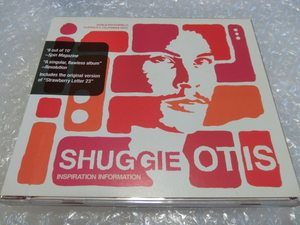 "9 out of 10"
—Spin Magazine
"A singular, flawless album"
—Revolution
Includes the original version
of "Strawberry Letter 23"
SHUGGIE OTIS
INSPIRATION INFORMATION